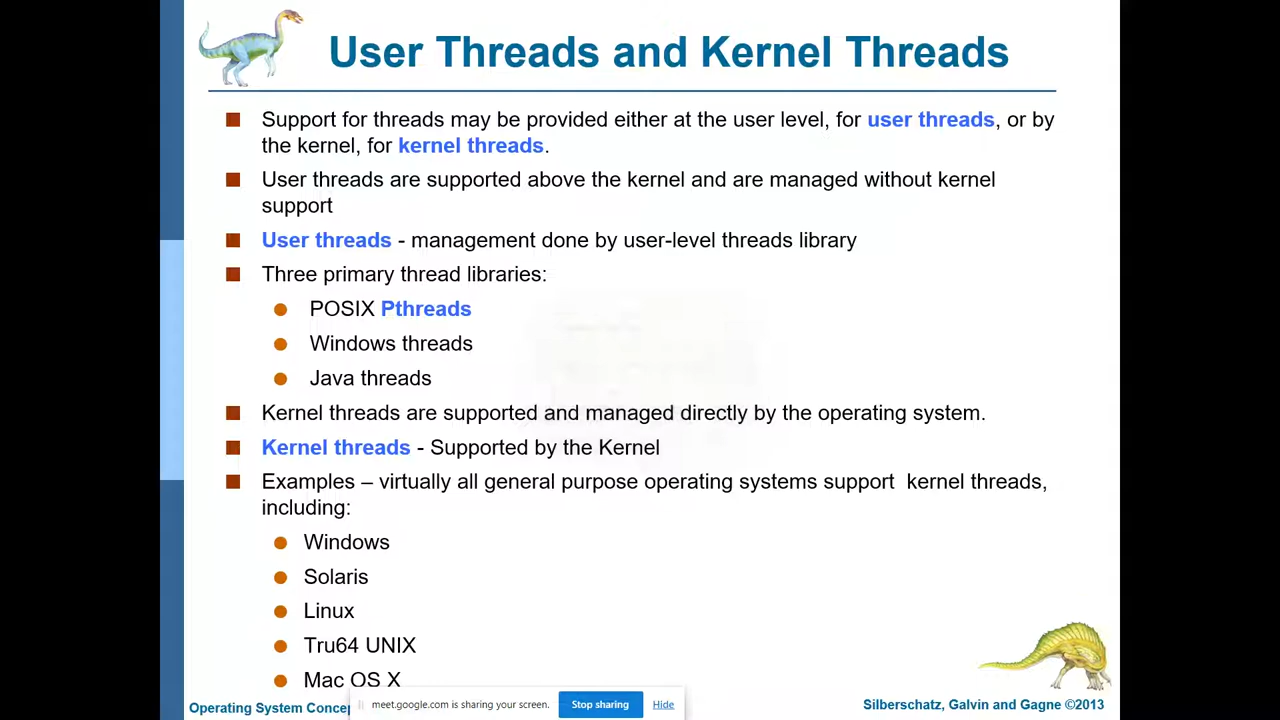 User Threads and Kernel Threads
Support for threads may be provided either at the user level, for user threads, or by
the kernel, for kernel threads.
User threads are supported above the kernel and are managed without kernel
support
User threads - management done by user-level threads library
Three primary thread libraries:
POSIX Pthreads
Windows threads
Java threads
Kernel threads are supported and managed directly by the operating system.
Kernel threads - Supported by the Kernel
Examples – virtually all general purpose operating systems support kernel threads,
including:
Windows
Solaris
Linux
Tru64 UNIX
Mac OS X
Operating System Concep
meet.google.com is sharing your screen.
Stop sharing
Hide
Silberschatz, Galvin and Gagne ©2013